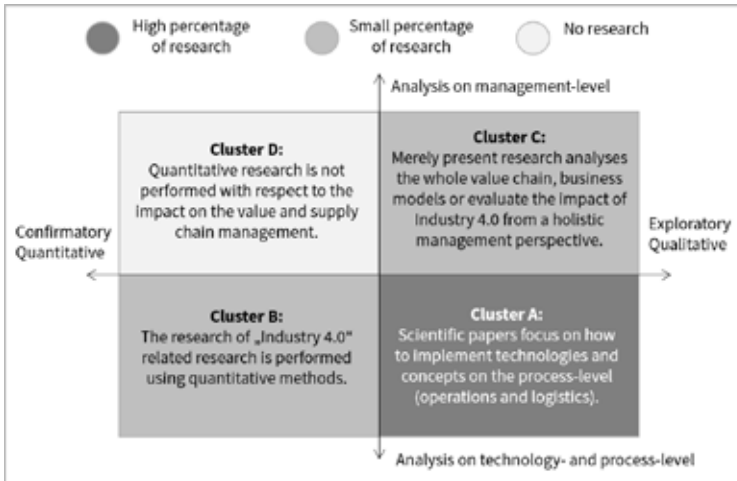 High percentage
of research
Small percentage
of research
No research
Analysis on management-level
Cluster D:
Quantitative research is not
performed with respect to the
impact on the value and supply
chain management.
Cluster C:
Merely present research analyses
the whole value chain, business
models or evaluate the impact of
Industry 4.0 from a holistic
management perspective.
Confirmatory
Quantitative
Exploratory
Qualitative
Cluster B:
The research of „Industry 4.0"
related research is performed
using quantitative methods.
Cluster A:
Scientific papers focus on how
to implement technologies and
concepts on the process-level
(operations and logistics).
Analysis on technology- and process-level